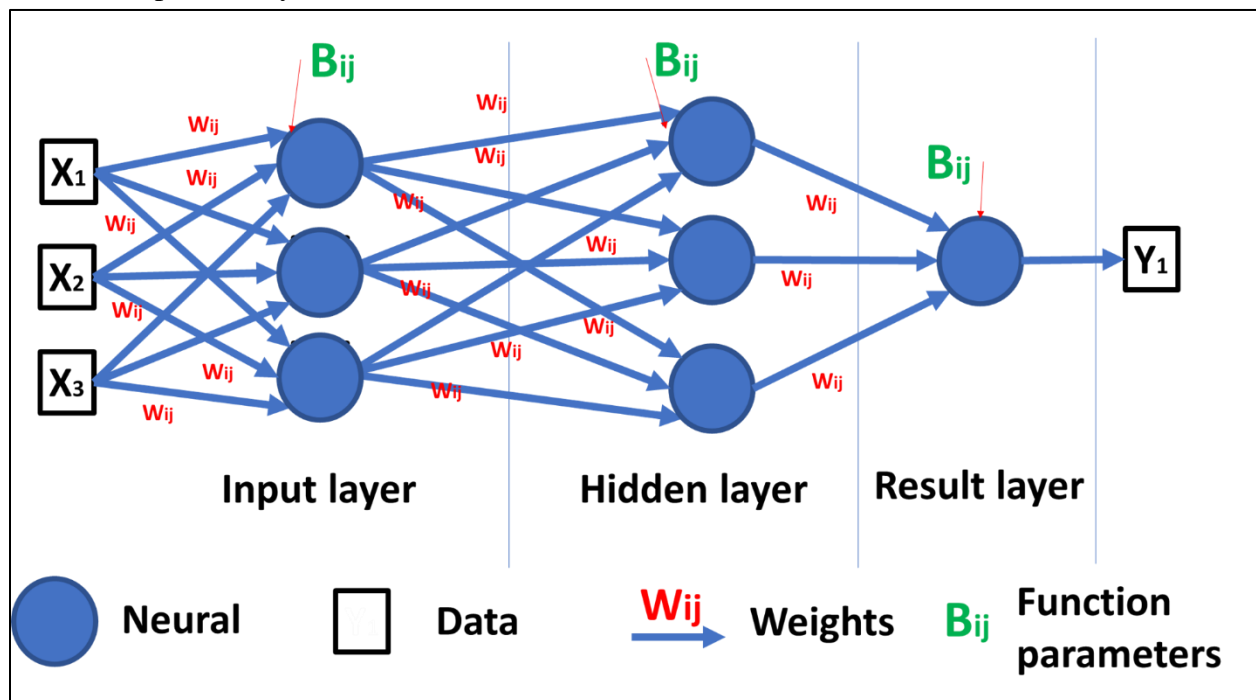 Bij
Bij
Wij
Wij
Wij
X1
Wij
Bij
Wij
Wij
Wij
Wij
X2
Wij
Wij
Y1
Wij
Wij
Wij
Wij
X3
Wij
Wij
Wij
Wij
Input layer
Hidden layer
Result layer
Neural
Data
Wij
Weights
Bij
Function
parameters